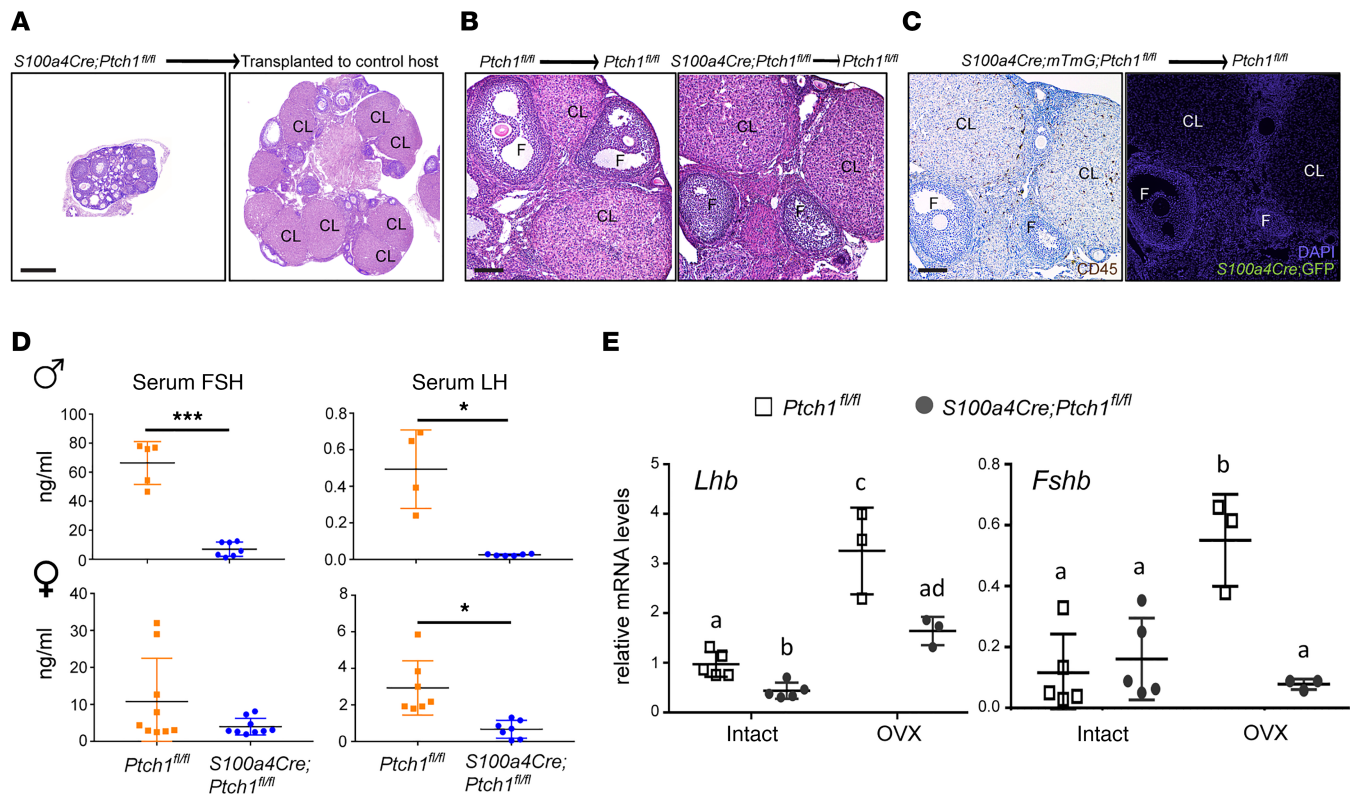 A
S100a4Cre;Ptch1fl/fl Transplanted to control host
CL
CL
CL
CL
CL
CL
CL
B
Ptch1fl/fl Ptch1fl/fl S100a4Cre;Ptch1fl/fl Ptch1fl/fl
CL
F
F
CL
CL
CL
F
F
C
S100a4Cre;mTmG;Ptch1fl/fl Ptch1fl/fl
CL
CL
F
F
CD45
CL
CL
F
F
DAPI
S100a4Cre;GFP
D
♂
Serum FSH Serum LH
ng/ml
100
80
60
40
20
0
***
0.8
0.6
0.4
0.2
0.0
*
♀
ng/ml
40
30
20
10
0
8
6
4
2
0
*
Ptch1fl/fl S100a4Cre; Ptch1fl/fl S100a4Cre;
Ptch1fl/fl Ptch1fl/fl
E
Ptch1fl/fl S100a4Cre;Ptch1fl/fl
relative mRNA levels
Lhb
5
4
3
2
1
0
a
b
c
ad
Intact OVX
Fshb
0.8
0.6
0.4
0.2
0.0
a
a
b
a
Intact OVX